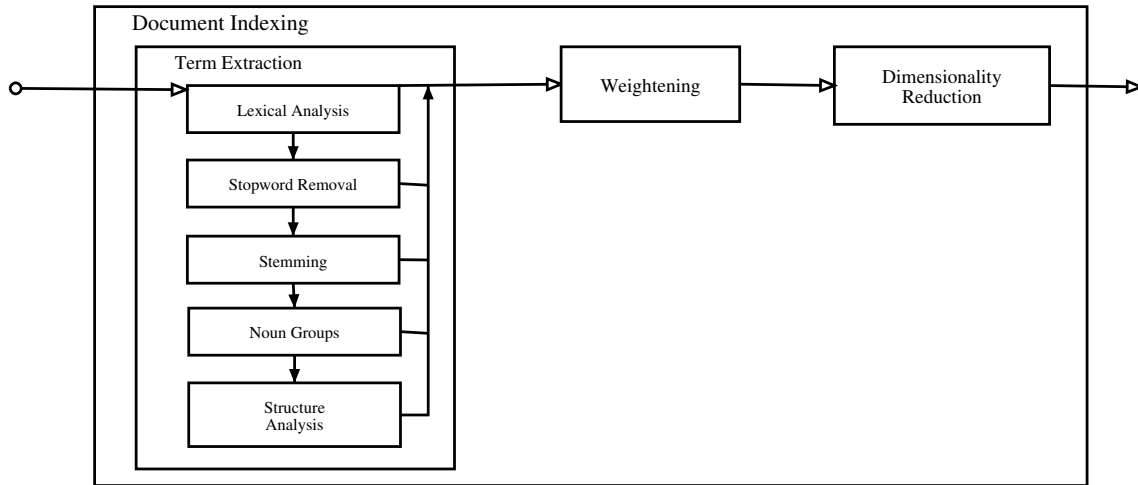 Document Indexing
Term Extraction
Lexical Analysis
Stopword Removal
Stemming
Noun Groups
Structure
Analysis
Weightening
Dimensionality
Reduction